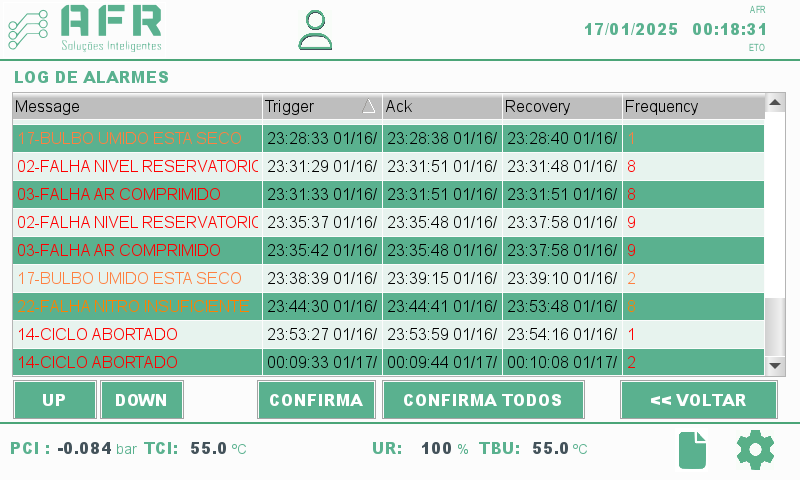 AFR
Soluções Inteligentes
AFR
17/01/2025 00:18:31
ETO
LOG DE ALARMES
Message Trigger Ack Recovery Frequency
17-BULBO UMIDO ESTA SECO 23:28:33 01/16/ 23:28:38 01/16/ 23:28:40 01/16/ 1
02-FALHA NIVEL RESERVATORIO 23:31:29 01/16/ 23:31:51 01/16/ 23:31:48 01/16/ 8
03-FALHA AR COMPRIMIDO 23:31:33 01/16/ 23:31:51 01/16/ 23:31:51 01/16/ 8
02-FALHA NIVEL RESERVATORIO 23:35:37 01/16/ 23:35:48 01/16/ 23:37:58 01/16/ 9
03-FALHA AR COMPRIMIDO 23:35:42 01/16/ 23:35:48 01/16/ 23:37:58 01/16/ 9
17-BULBO UMIDO ESTA SECO 23:38:39 01/16/ 23:39:15 01/16/ 23:39:10 01/16/ 2
22-FALHA NITRO INSUFICIENTE 23:44:30 01/16/ 23:44:41 01/16/ 23:53:48 01/16/
14-CICLO ABORTADO 23:53:27 01/16/ 23:53:59 01/16/ 23:54:16 01/16/ 1
14-CICLO ABORTADO 00:09:33 01/17/ 00:09:44 01/17/ 00:10:08 01/17/ 2
UP DOWN CONFIRMA CONFIRMA TODOS << VOLTAR
PCI : -0.084 bar TCI: 55.0 ºC UR: 100 % TBU: 55.0 ºC